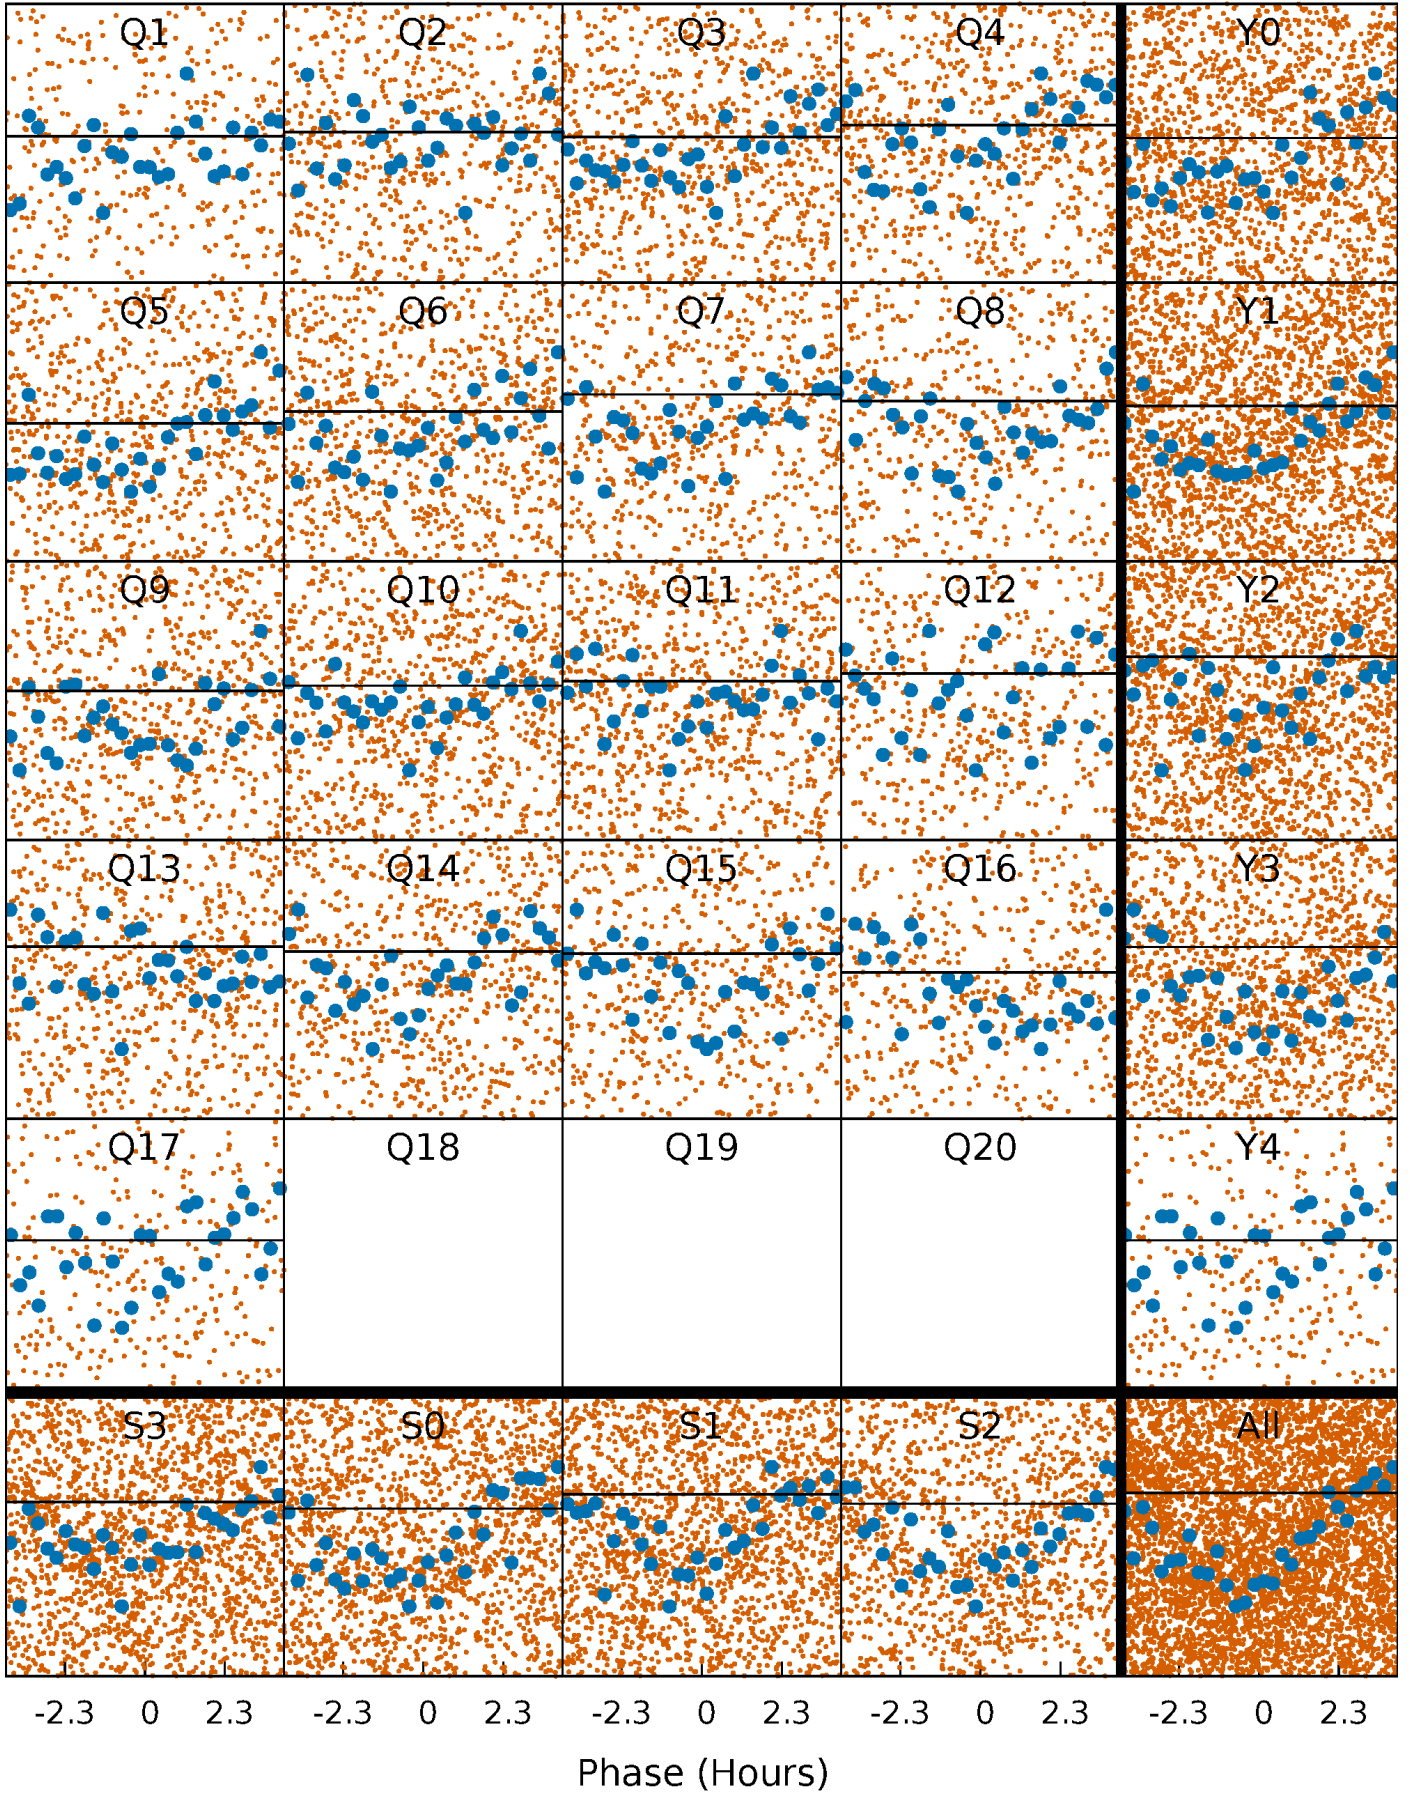 Q1 Q2 Q3 Q4 Y0
Q5 Q6 Q7 Q8 Y1
Q9 Q10 Q11 Q12 Y2
Q13 Q14 Q15 Q16 Y3
Q17 Q18 Q19 Q20 Y4
S3 S0 S1 S2 All
-2.3 0 2.3 -2.3 0 2.3 -2.3 0 2.3 -2.3 0 2.3 -2.3 0 2.3
Phase (Hours)